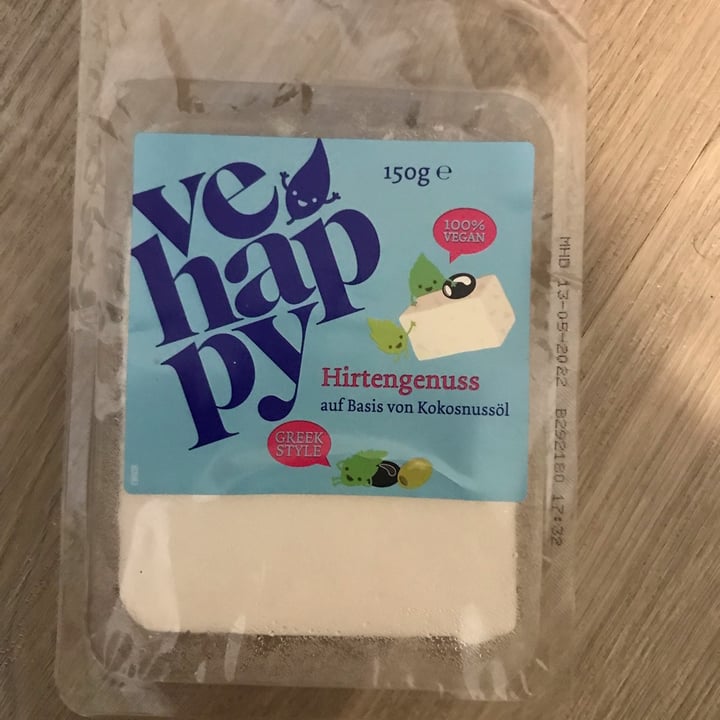 ve
hap
py
150g e
100%
VEGAN
Hirtengenuss
auf Basis von Kokosnussöl
GREEK
STYLE
MHD 13-05-2022 B292180 17:32